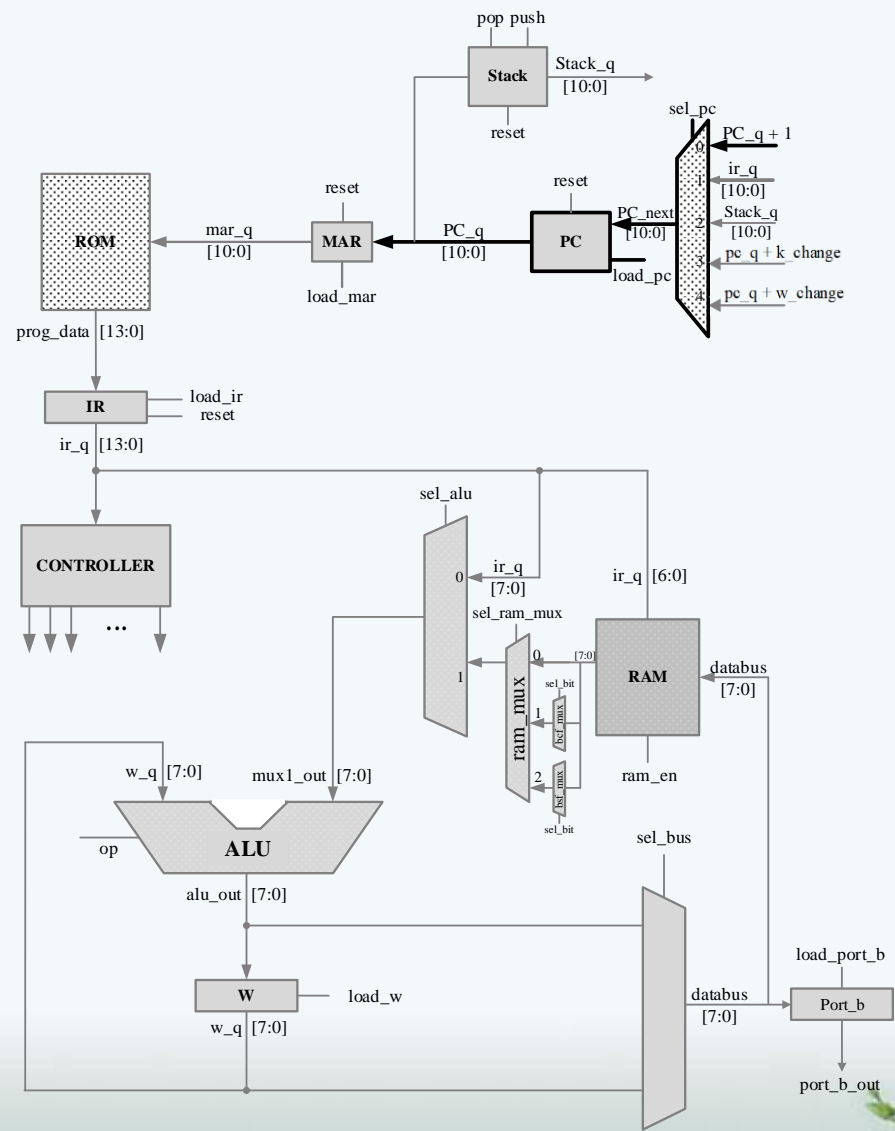 pop push
Stack
Stack_q
[10:0]
reset
sel_pc
0
PC_q + 1
1
ir_q
[10:0]
2
Stack_q
[10:0]
3
pc_q + k_change
4
pc_q + w_change
PC_next
[10:0]
reset
PC
load_pc
PC_q
[10:0]
reset
MAR
load_mar
mar_q
[10:0]
ROM
prog_data [13:0]
IR
load_ir
reset
ir_q [13:0]
CONTROLLER
...
sel_alu
0
ir_q
[7:0]
1
sel_ram_mux
ram_mux
0
[7:0]
1
sel_bit
bcf_mux
2
bsf_mux
sel_bit
ir_q [6:0]
RAM
databus
[7:0]
ram_en
w_q [7:0]
mux1_out [7:0]
op
ALU
alu_out [7:0]
W
load_w
w_q [7:0]
sel_bus
databus
[7:0]
load_port_b
Port_b
port_b_out